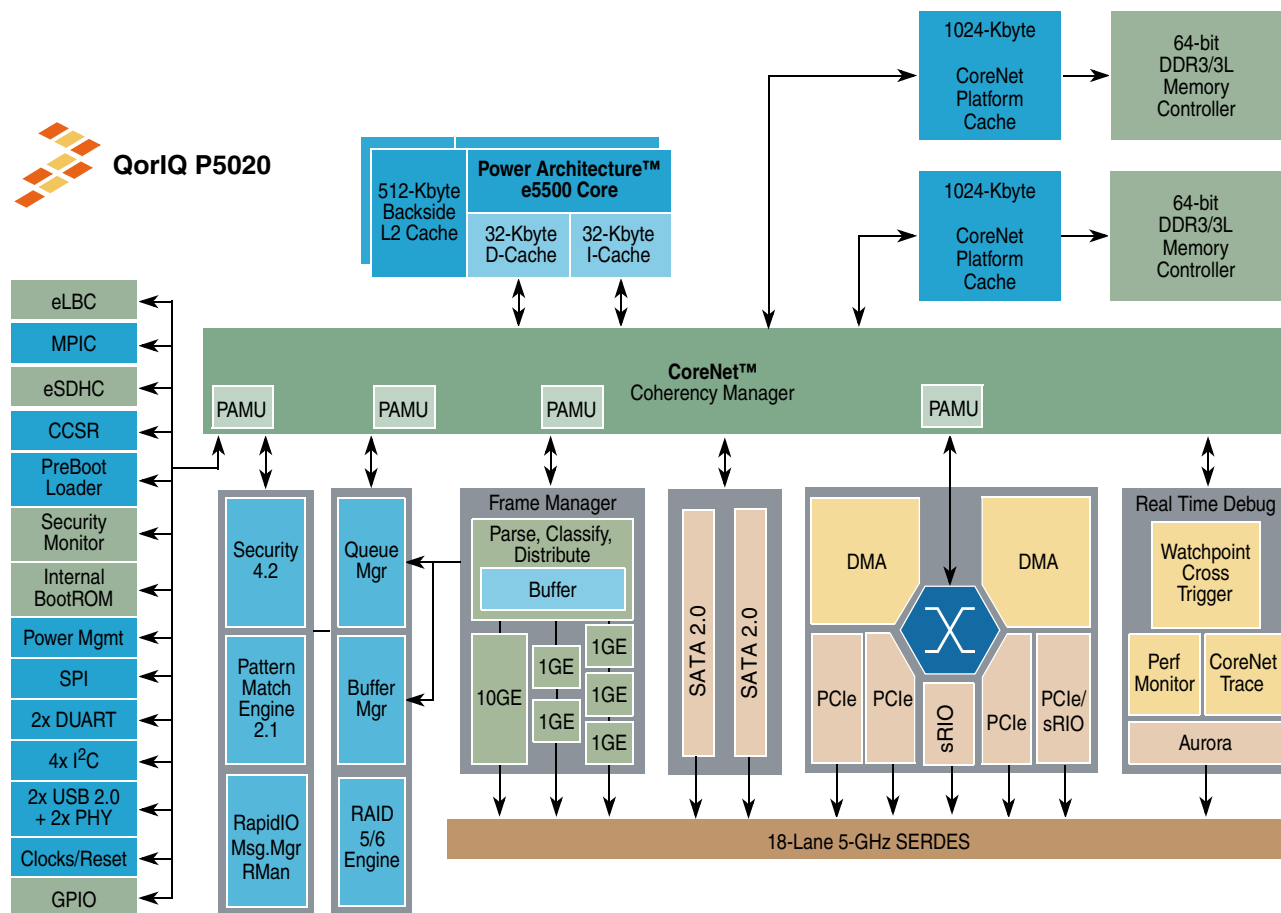 QorIQ P5020
1024-Kbyte
CoreNet
Platform
Cache
64-bit
DDR3/3L
Memory
Controller
512-Kbyte
Backside
L2 Cache
Power Architecture™
e5500 Core
32-Kbyte
D-Cache
32-Kbyte
I-Cache
1024-Kbyte
CoreNet
Platform
Cache
64-bit
DDR3/3L
Memory
Controller
eLBC
MPIC
eSDHC
CCSR
PreBoot
Loader
Security
Monitor
Internal
BootROM
Power Mgmt
SPI
2x DUART
4x I²C
2x USB 2.0
+ 2x PHY
Clocks/Reset
GPIO
CoreNet™
Coherency Manager
PAMU
PAMU
PAMU
PAMU
Security
4.2
Pattern
Match
Engine
2.1
RapidIO
Msg.Mgr
RMan
Queue
Mgr
Buffer
Mgr
RAID
5/6
Engine
Frame Manager
Parse, Classify,
Distribute
Buffer
10GE
1GE
1GE
1GE
1GE
1GE
SATA 2.0
SATA 2.0
DMA
DMA
PCIe
PCIe
sRIO
PCIe
PCIe/
sRIO
Real Time Debug
Watchpoint
Cross
Trigger
Perf
Monitor
CoreNet
Trace
Aurora
18-Lane 5-GHz SERDES